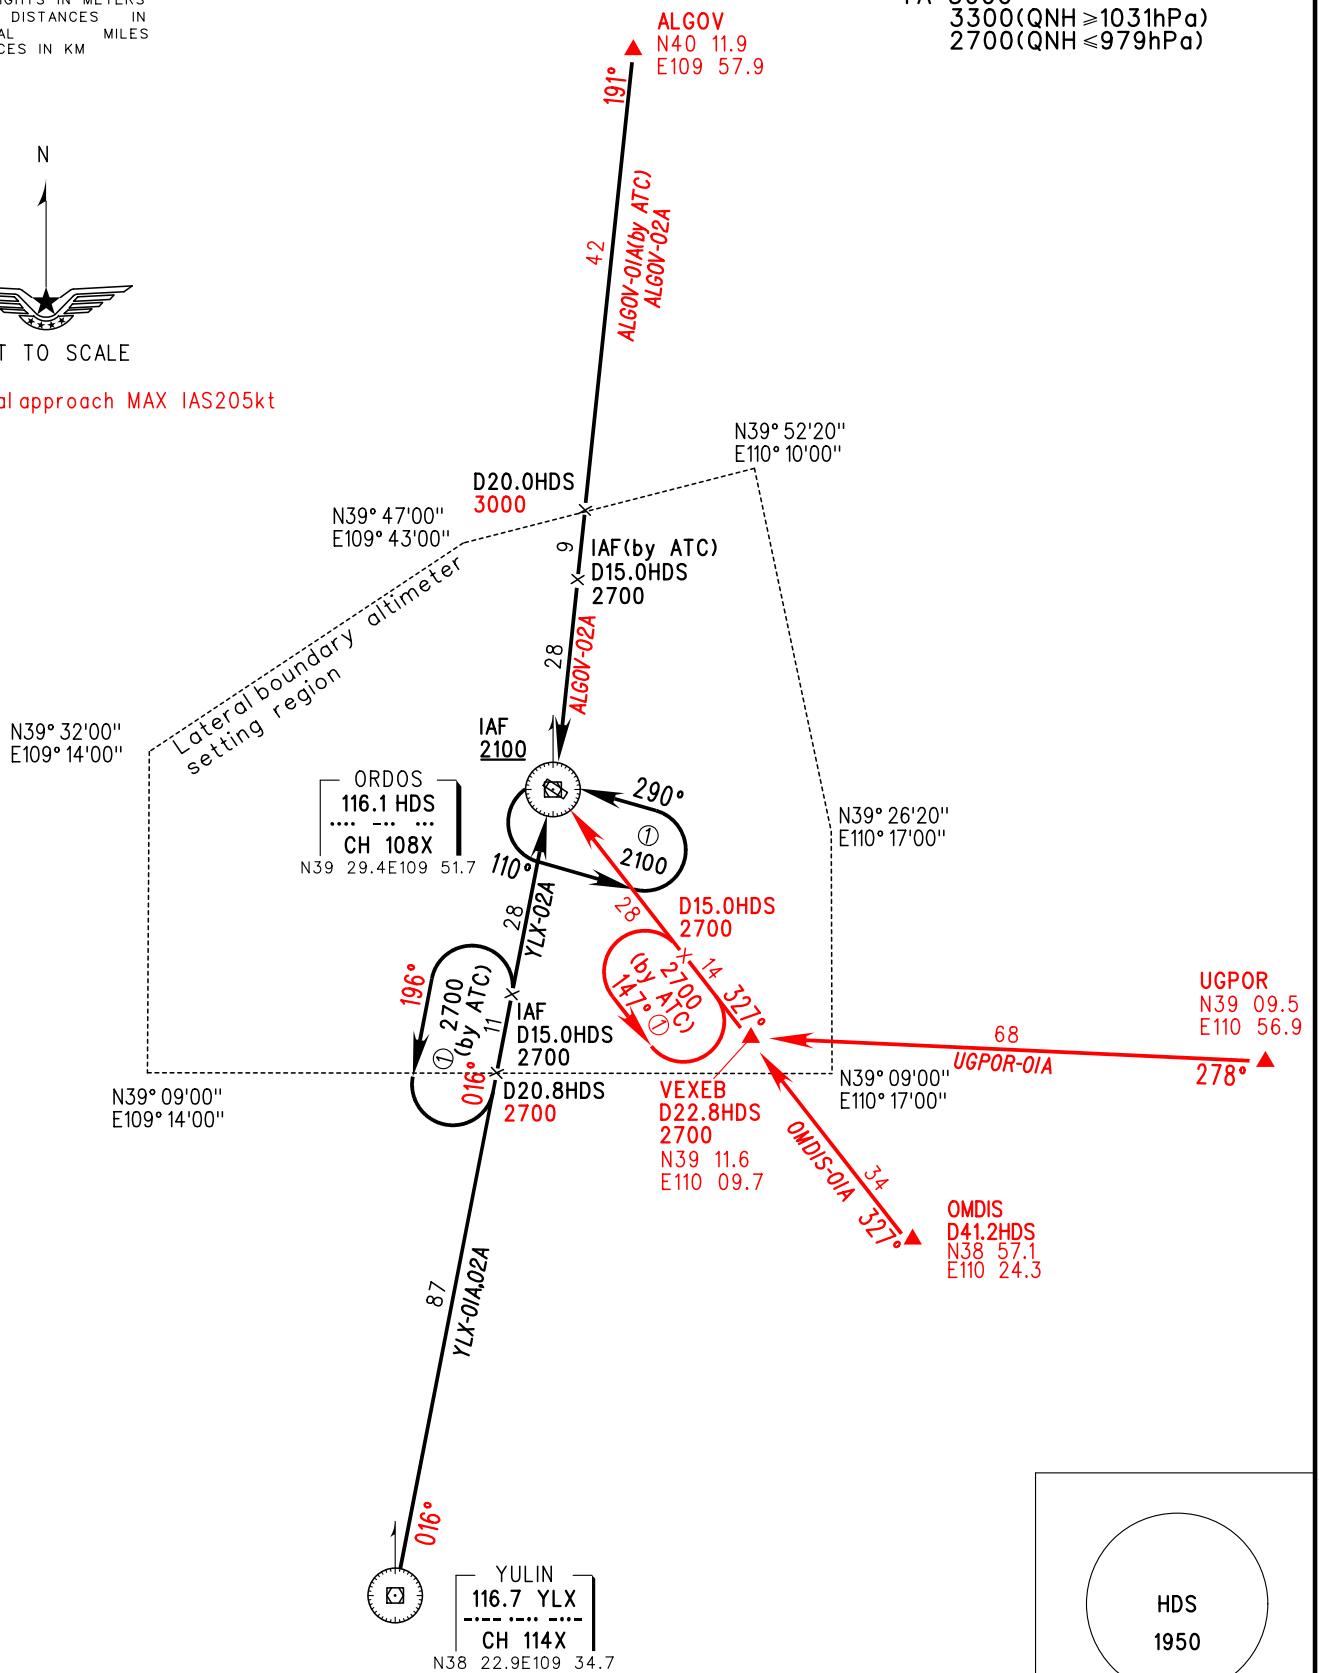 DISTANCES IN
MILES
CES IN KM
3300(QNH ≥1031hPa)
2700(QNH ≤979hPa)
ALGOV
N40 11.9
E109 57.9
191°
N
42
ALGOV-01A(by ATC)
ALGOV-02A
T TO SCALE
al approach MAX IAS205kt
N39° 52'20"
E110° 10'00"
D20.0HDS
3000
N39° 47'00"
E109° 43'00"
9
IAF(by ATC)
D15.0HDS
2700
Lateral boundary altimeter
setting region
28
ALGOV-02A
N39° 32'00"
E109° 14'00"
IAF
2100
ORDOS
116.1 HDS
CH 108X
N39 29.4E109 51.7
290°
①
2100
110°
N39° 26'20"
E110° 17'00"
28
YLX-02A
28
D15.0HDS
2700
196°
① 2700
(by ATC)
11
016°
IAF
D15.0HDS
2700
2700
(by ATC)
147° ①
14
327°
UGPOR
N39 09.5
E110 56.9
68
UGPOR-01A
278°
N39° 09'00"
E109° 14'00"
D20.8HDS
2700
VEXEB
D22.8HDS
2700
N39 11.6
E110 09.7
N39° 09'00"
E110° 17'00"
OMDIS-01A
34
327°
OMDIS
D41.2HDS
N38 57.1
E110 24.3
87
YLX-01A,02A
016°
YULIN
116.7 YLX
CH 114X
N38 22.9E109 34.7
HDS
1950